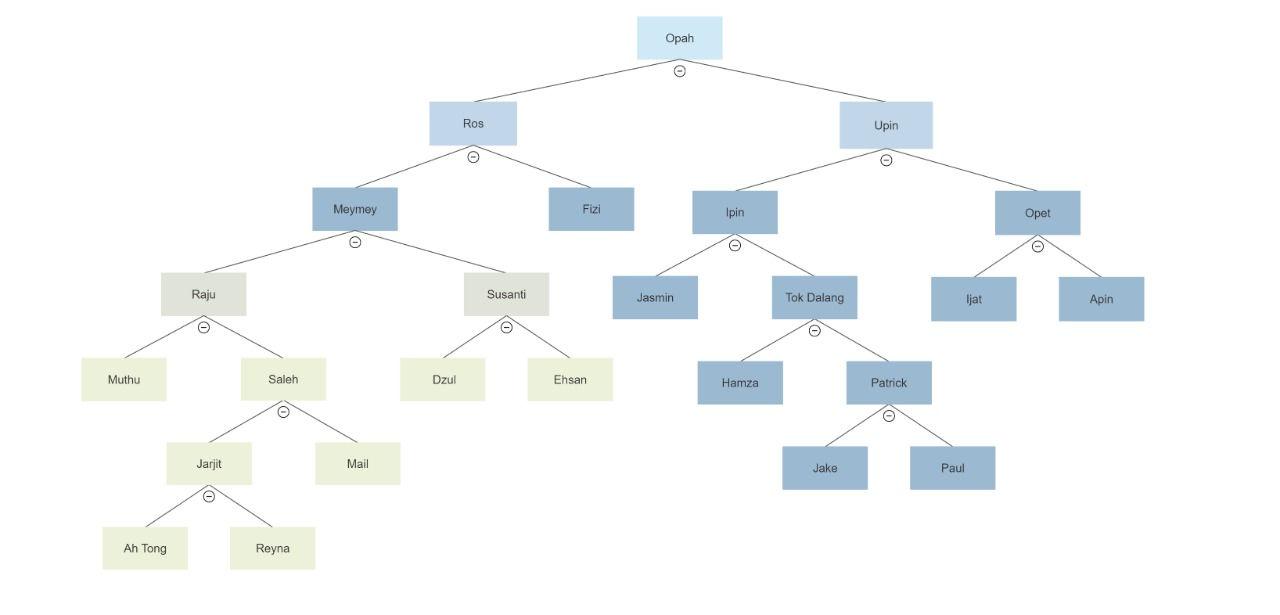 Opah
Ros
Upin
Meymey
Fizi
Ipin
Opet
Raju
Susanti
Jasmin
Tok Dalang
Ijat
Apin
Muthu
Saleh
Dzul
Ehsan
Hamza
Patrick
Jarjit
Mail
Jake
Paul
Ah Tong
Reyna